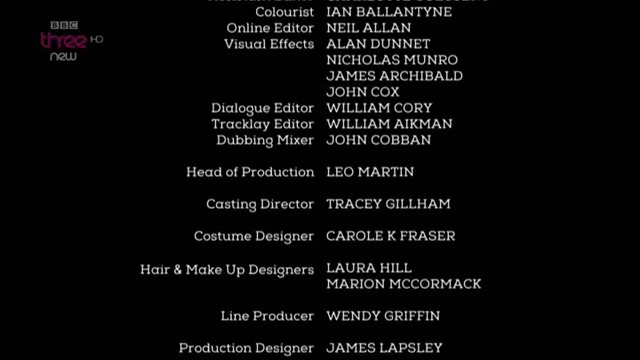 BBC
three HD
new
Colourist IAN BALLANTYNE
Online Editor NEIL ALLAN
Visual Effects ALAN DUNNET
NICHOLAS MUNRO
JAMES ARCHIBALD
JOHN COX
Dialogue Editor WILLIAM CORY
Tracklay Editor WILLIAM AIKMAN
Dubbing Mixer JOHN COBBAN
Head of Production LEO MARTIN
Casting Director TRACEY GILLHAM
Costume Designer CAROLE K FRASER
Hair & Make Up Designers LAURA HILL
MARION MCCORMACK
Line Producer WENDY GRIFFIN
Production Designer JAMES LAPSLEY